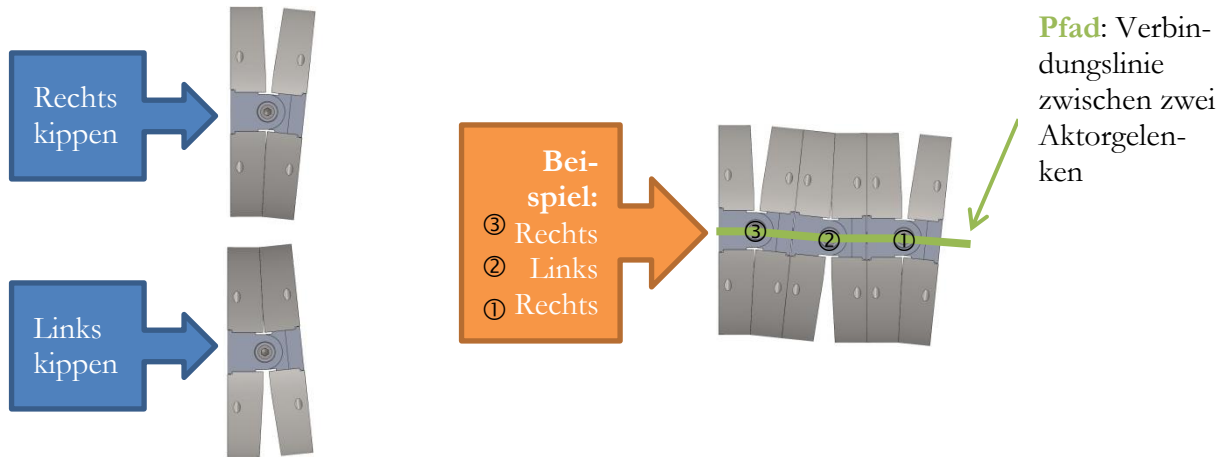 Rechts
kippen
Links
kippen
Bei-
spiel:
③ Rechts
② Links
① Rechts
③ ② ①
Pfad: Verbin-
dungslinie
zwischen zwei
Aktorgelen-
ken